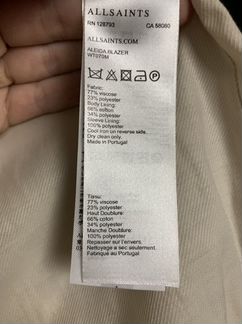 ALLSAINTS
RN 128793 CA 58060
ALLSAINTS.COM
ALEIDA BLAZER
WT070M
Fabric:
77% viscose
23% polyester
Body Lining:
66% cotton
34% polyester
Sleeve Lining:
100% polyester
Cool iron on reverse side.
Dry clean only.
Made in Portugal
Tissu:
77% viscose
23% polyester
Haut Doublure:
66% coton
34% polyester
Manche Doublure:
100% polyester
Repasser sur l'envers.
Nettoyage a sec seulement.
Fabriqué au Portugal